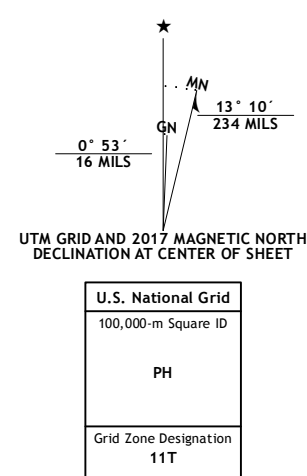 ★
MN
GN
13° 10´
234 MILS
0° 53´
16 MILS
UTM GRID AND 2017 MAGNETIC NORTH
DECLINATION AT CENTER OF SHEET
U.S. National Grid
100,000-m Square ID
PH
Grid Zone Designation
11T